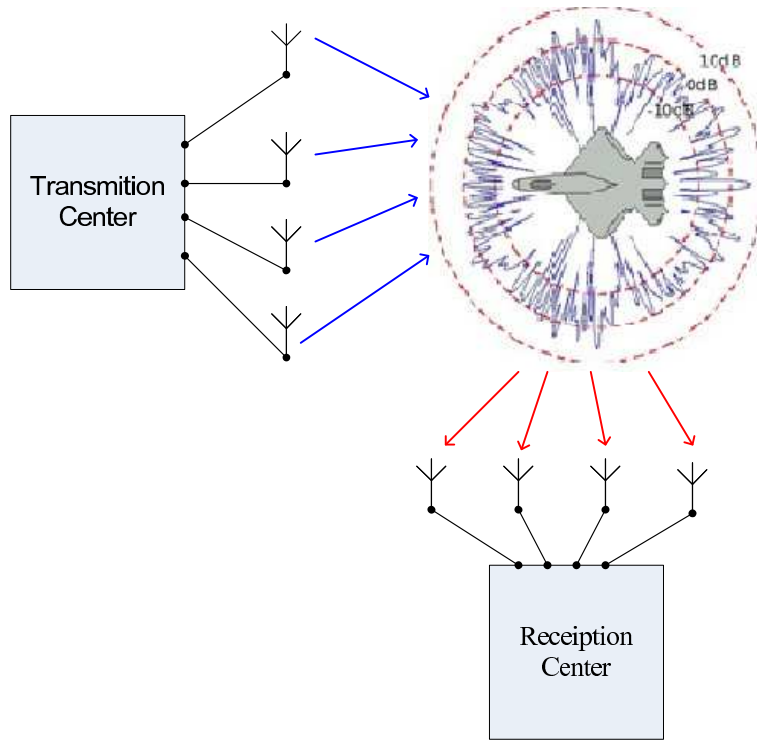 Transmition
Center
10dB
0dB
-10dB
Receiption
Center